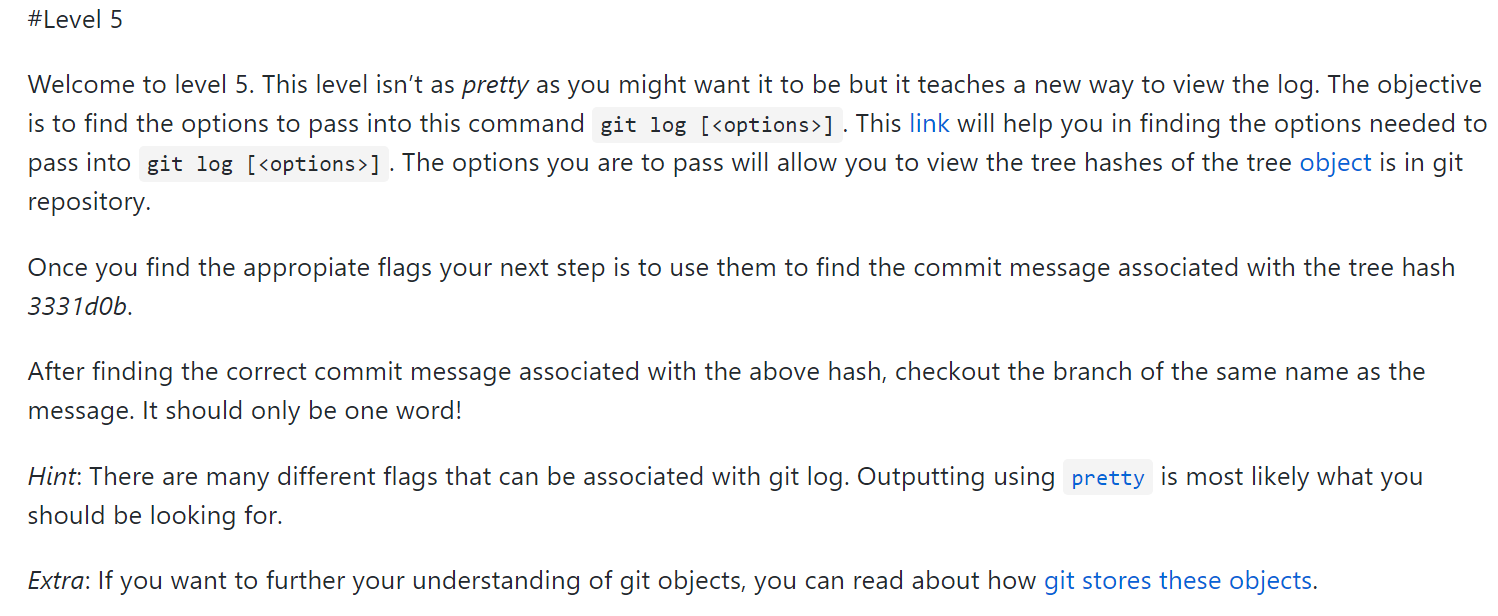 #Level 5
Welcome to level 5. This level isn’t as pretty as you might want it to be but it teaches a new way to view the log. The objective
is to find the options to pass into this command git log [<options>] . This link will help you in finding the options needed to
pass into git log [<options>] . The options you are to pass will allow you to view the tree hashes of the tree object is in git
repository.
Once you find the appropiate flags your next step is to use them to find the commit message associated with the tree hash
3331d0b.
After finding the correct commit message associated with the above hash, checkout the branch of the same name as the
message. It should only be one word!
Hint: There are many different flags that can be associated with git log. Outputting using pretty is most likely what you
should be looking for.
Extra: If you want to further your understanding of git objects, you can read about how git stores these objects.